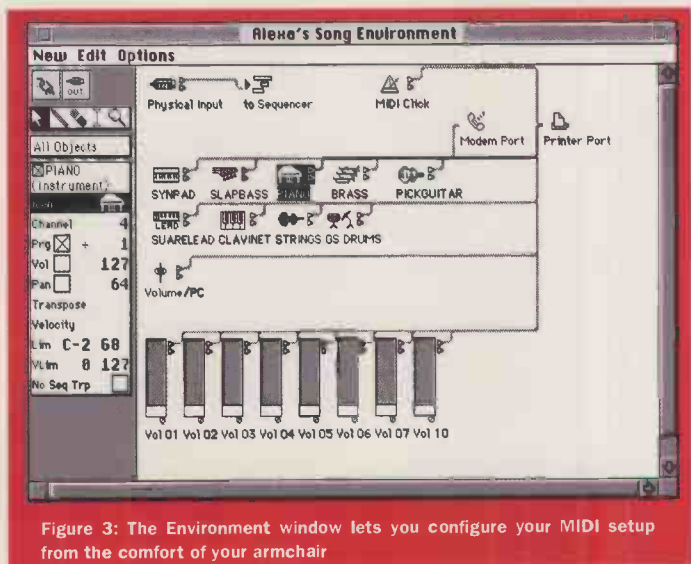 Alexa's Song Environment
New Edit Options
OUT
Physical Input to Sequencer MIDI Click
Modem Port Printer Port
All Objects
PIANO
(Instrument)
Icon
Channel 4
Prg + 1
Vol 127
Pan 64
Transpose
Velocity
Lim C-2 G8
VLim 0 127
No Seq Trp
SYNPAD SLAPBASS PIANO BRASS PICKGUITAR
LEAD
SUARELEAD CLAVINET STRINGS GS DRUMS
Volume/PC
Vol 01 Vol 02 Vol 03 Vol 04 Vol 05 Vol 06 Vol 07 Vol 10
Figure 3: The Environment window lets you configure your MIDI setup
from the comfort of your armchair